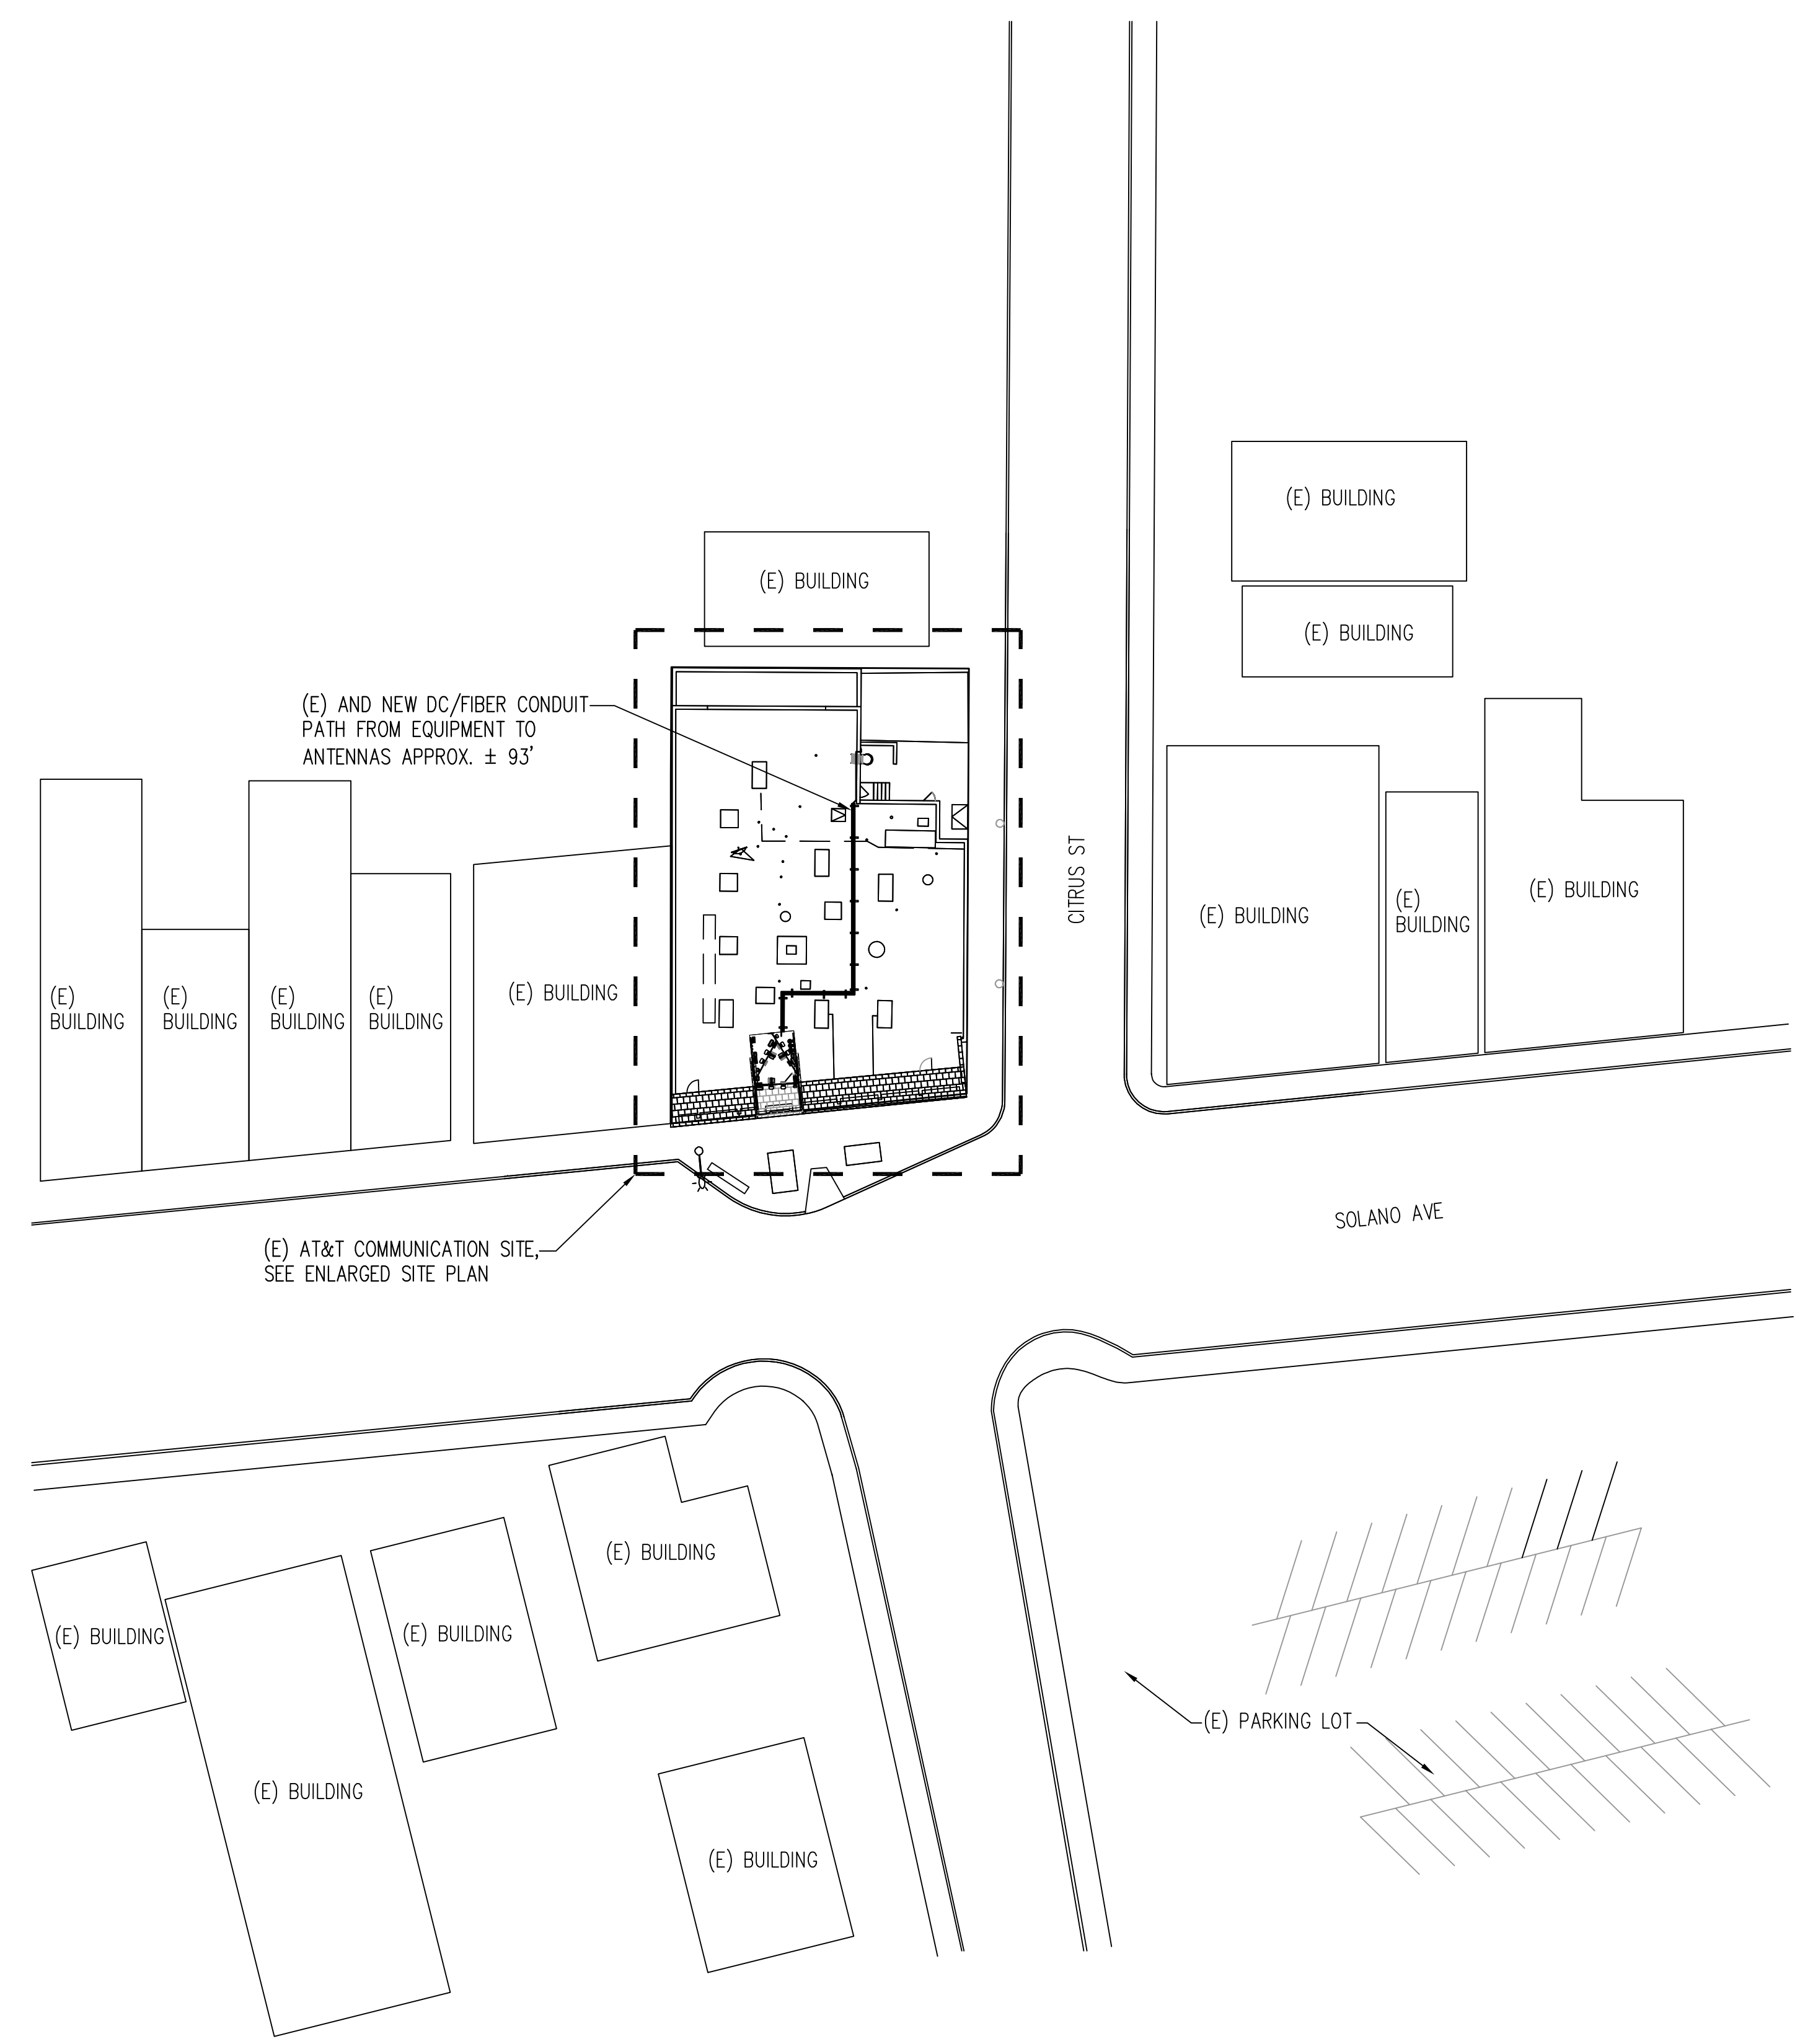 (E) BUILDING
(E) BUILDING
(E) BUILDING
(E) AND NEW DC/FIBER CONDUIT
PATH FROM EQUIPMENT TO
ANTENNAS APPROX. ± 93'
CITRUS ST
(E) BUILDING
(E)
BUILDING
(E) BUILDING
(E)
BUILDING
(E)
BUILDING
(E)
BUILDING
(E)
BUILDING
(E) BUILDING
SOLANO AVE
(E) AT&T COMMUNICATION SITE,
SEE ENLARGED SITE PLAN
(E) BUILDING
(E) BUILDING
(E) BUILDING
(E) PARKING LOT
(E) BUILDING
(E) BUILDING